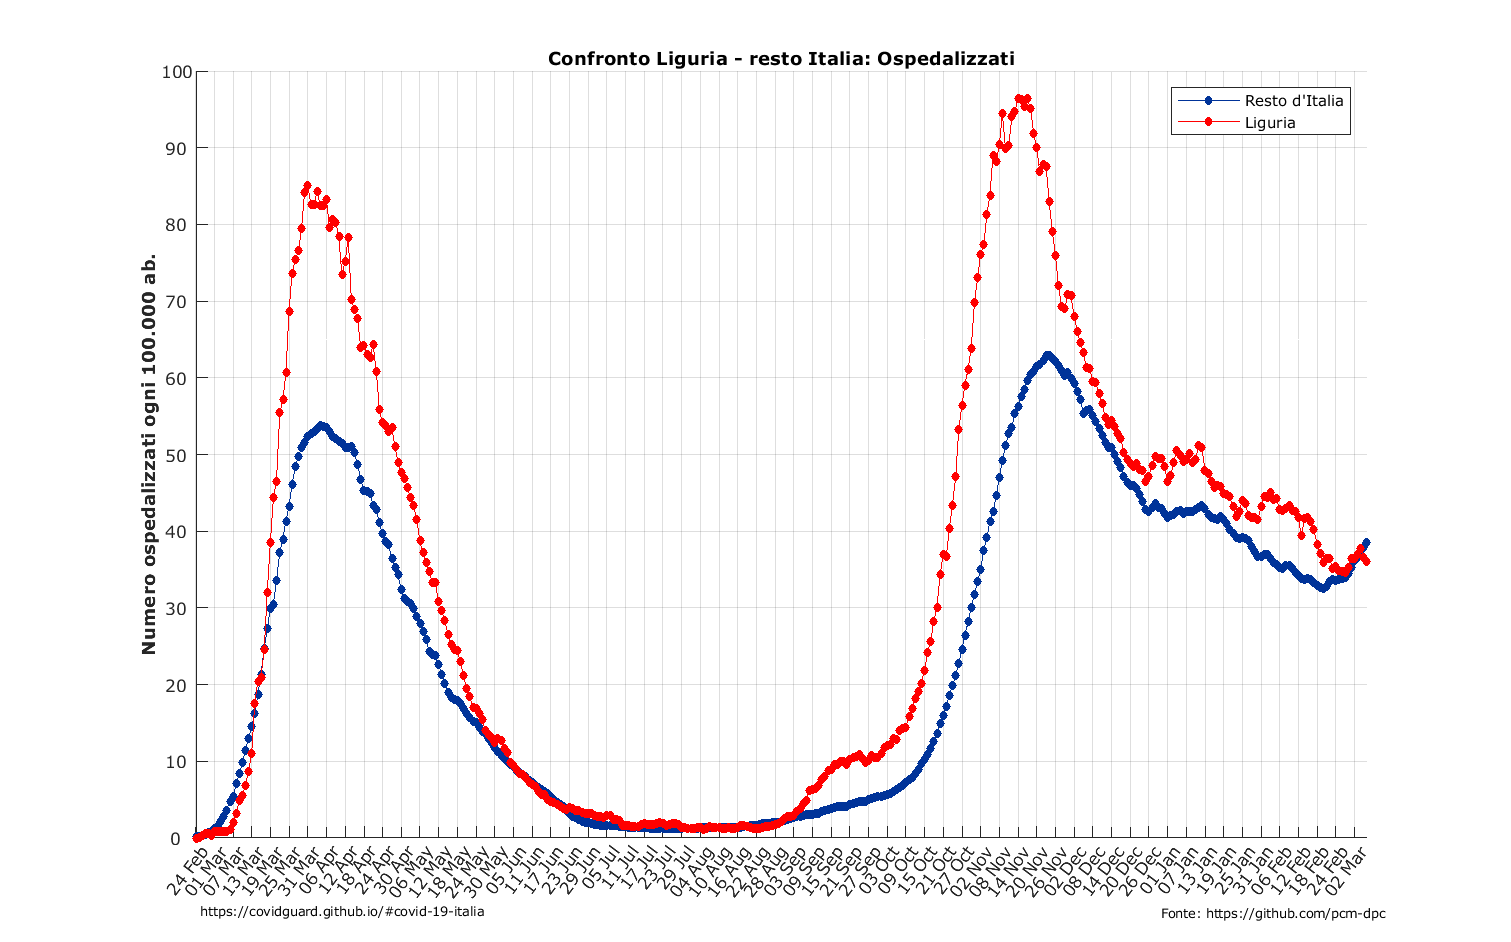 Confronto Liguria - resto Italia: Ospedalizzati
100
90
80
70
60
50
40
30
20
10
0
Numero ospedalizzati ogni 100.000 ab.
Resto d'Italia
Liguria
24 Feb
01 Mar
07 Mar
13 Mar
19 Mar
25 Mar
31 Mar
06 Apr
12 Apr
18 Apr
24 Apr
30 Apr
06 May
12 May
18 May
24 May
30 May
05 Jun
11 Jun
17 Jun
23 Jun
29 Jun
05 Jul
11 Jul
17 Jul
23 Jul
29 Jul
04 Aug
10 Aug
16 Aug
22 Aug
28 Aug
03 Sep
09 Sep
15 Sep
21 Sep
27 Sep
03 Oct
09 Oct
15 Oct
21 Oct
27 Oct
02 Nov
08 Nov
14 Nov
20 Nov
26 Nov
02 Dec
08 Dec
14 Dec
20 Dec
26 Dec
01 Jan
07 Jan
13 Jan
19 Jan
25 Jan
31 Jan
06 Feb
12 Feb
18 Feb
24 Feb
02 Mar
https://covidguard.github.io/#covid-19-italia
Fonte: https://github.com/pcm-dpc